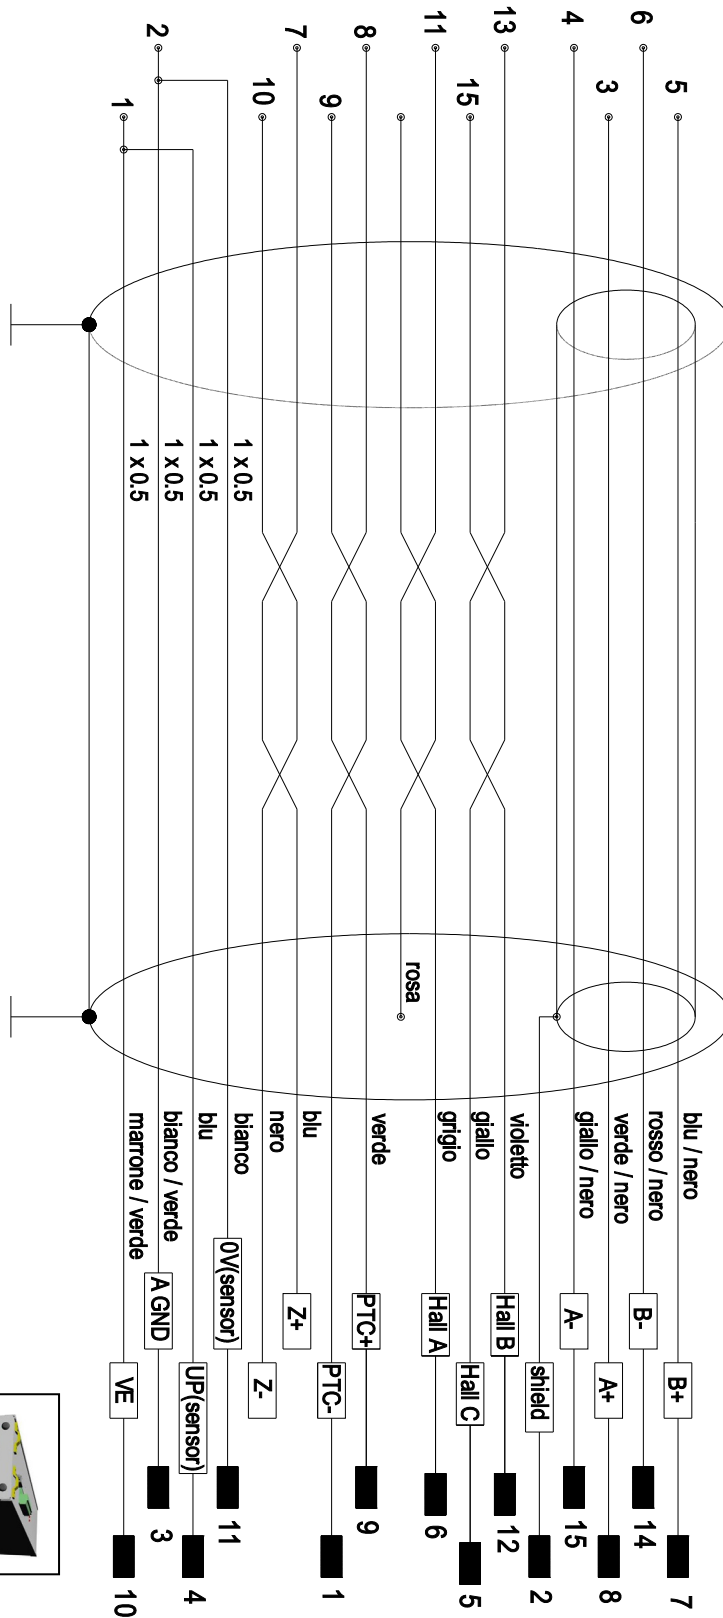 5
6
3
4
13
15
11
8
9
7
10
2
1
1 x 0.5
1 x 0.5
1 x 0.5
1 x 0.5
rosa
blu / nero
rosso / nero
verde / nero
giallo / nero
violetto
giallo
grigio
verde
blu
nero
bianco
blu
bianco / verde
marrone / verde
B+
B-
A+
A-
shield
Hall B
Hall C
Hall A
PTC+
PTC-
Z+
Z-
0V(sensor)
UP(sensor)
A GND
VE
7
14
8
15
2
12
5
6
9
1
11
4
3
10